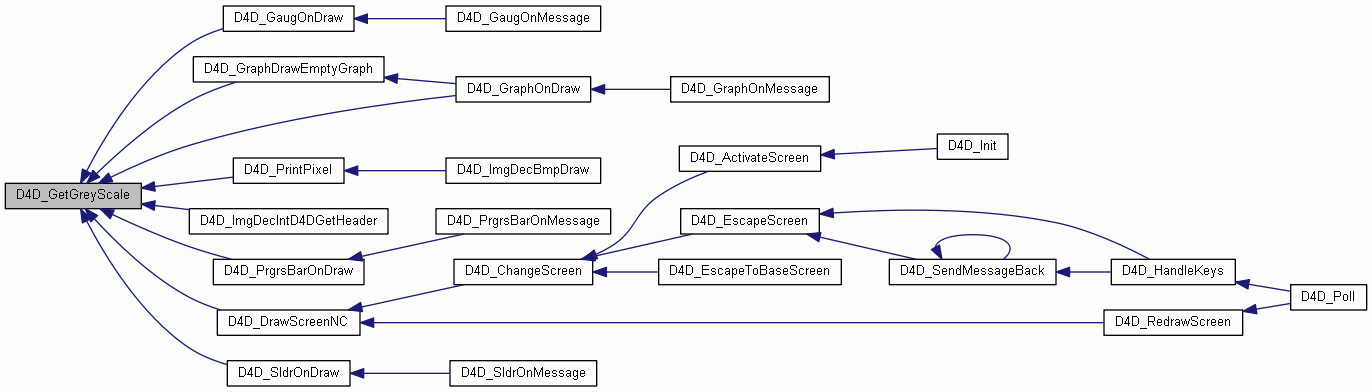 D4D_GaugOnDraw
D4D_GaugOnMessage
D4D_GraphDrawEmptyGraph
D4D_GraphOnDraw
D4D_GraphOnMessage
D4D_Init
D4D_ActivateScreen
D4D_PrintPixel
D4D_ImgDecBmpDraw
D4D_GetGreyScale
D4D_ImgDecIntD4DGetHeader
D4D_PrgrsBarOnMessage
D4D_EscapeScreen
D4D_PrgrsBarOnDraw
D4D_ChangeScreen
D4D_EscapeToBaseScreen
D4D_SendMessageBack
D4D_HandleKeys
D4D_Poll
D4D_DrawScreenNC
D4D_RedrawScreen
D4D_SldrOnDraw
D4D_SldrOnMessage